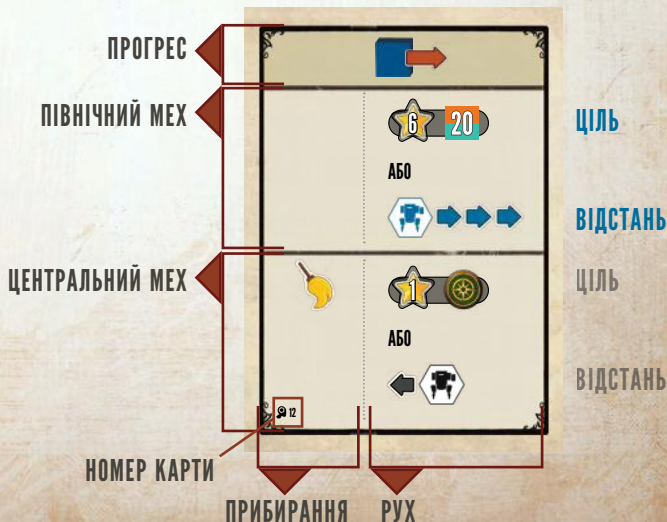 ПРОГРЕС
ПІВНІЧНИЙ МЕХ
6 20
ЦІЛЬ
АБО
ВІДСТАНЬ
ЦЕНТРАЛЬНИЙ МЕХ
1
ЦІЛЬ
АБО
ВІДСТАНЬ
12
НОМЕР КАРТИ
ПРИБИРАННЯ
РУХ